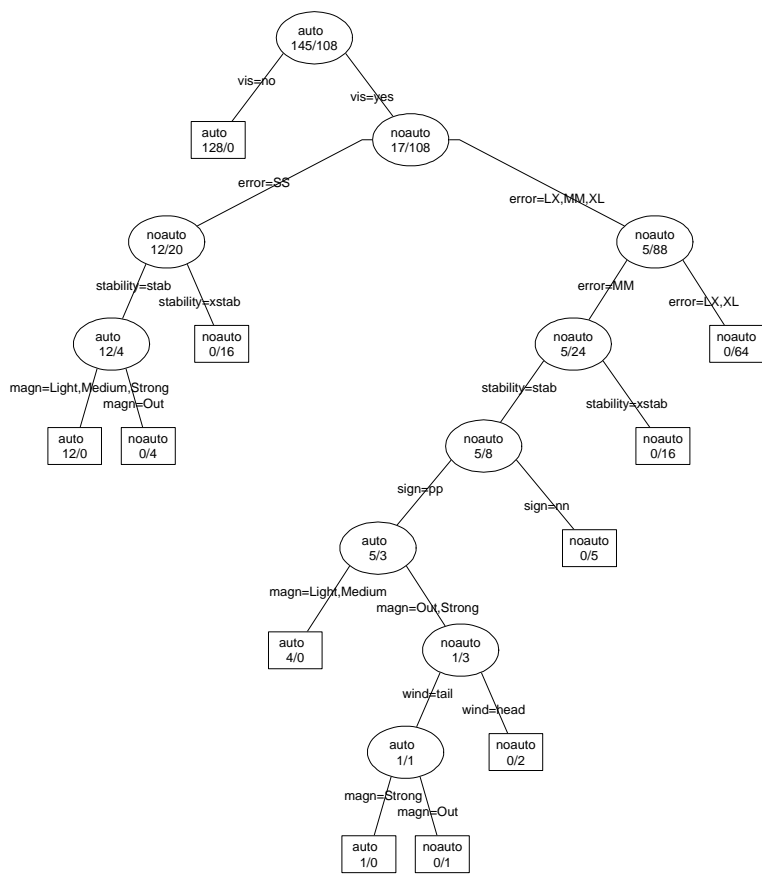 auto
145/108
vis=no
vis=yes
auto
128/0
noauto
17/108
error=SS
error=LX,MM,XL
noauto
12/20
noauto
5/88
stability=stab
stability=xstab
error=MM
error=LX,XL
auto
12/4
noauto
0/16
noauto
5/24
noauto
0/64
magn=Light,Medium,Strong
magn=Out
stability=stab
stability=xstab
auto
12/0
noauto
0/4
noauto
5/8
noauto
0/16
sign=pp
sign=nn
auto
5/3
noauto
0/5
magn=Light,Medium
magn=Out,Strong
auto
4/0
noauto
1/3
wind=tail
wind=head
auto
1/1
noauto
0/2
magn=Strong
magn=Out
auto
1/0
noauto
0/1